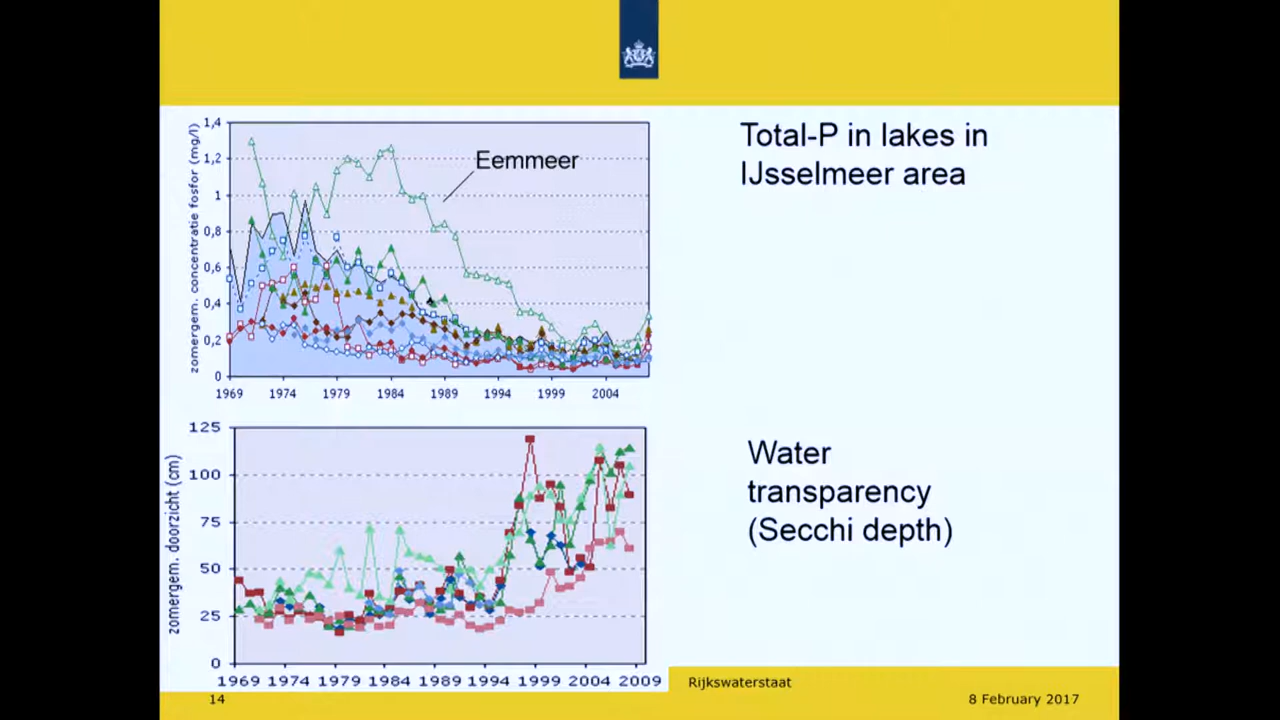 zomergem. concentratie fosfor (mg/l)
1,4
1,2
1
0,8
0,6
0,4
0,2
0
1969 1974 1979 1984 1989 1994 1999 2004
Eemmeer
Total-P in lakes in
IJsselmeer area
zomergem. doorzicht (cm)
125
100
75
50
25
0
1969 1974 1979 1984 1989 1994 1999 2004 2009
Water
transparency
(Secchi depth)
Rijkswaterstaat
14
8 February 2017